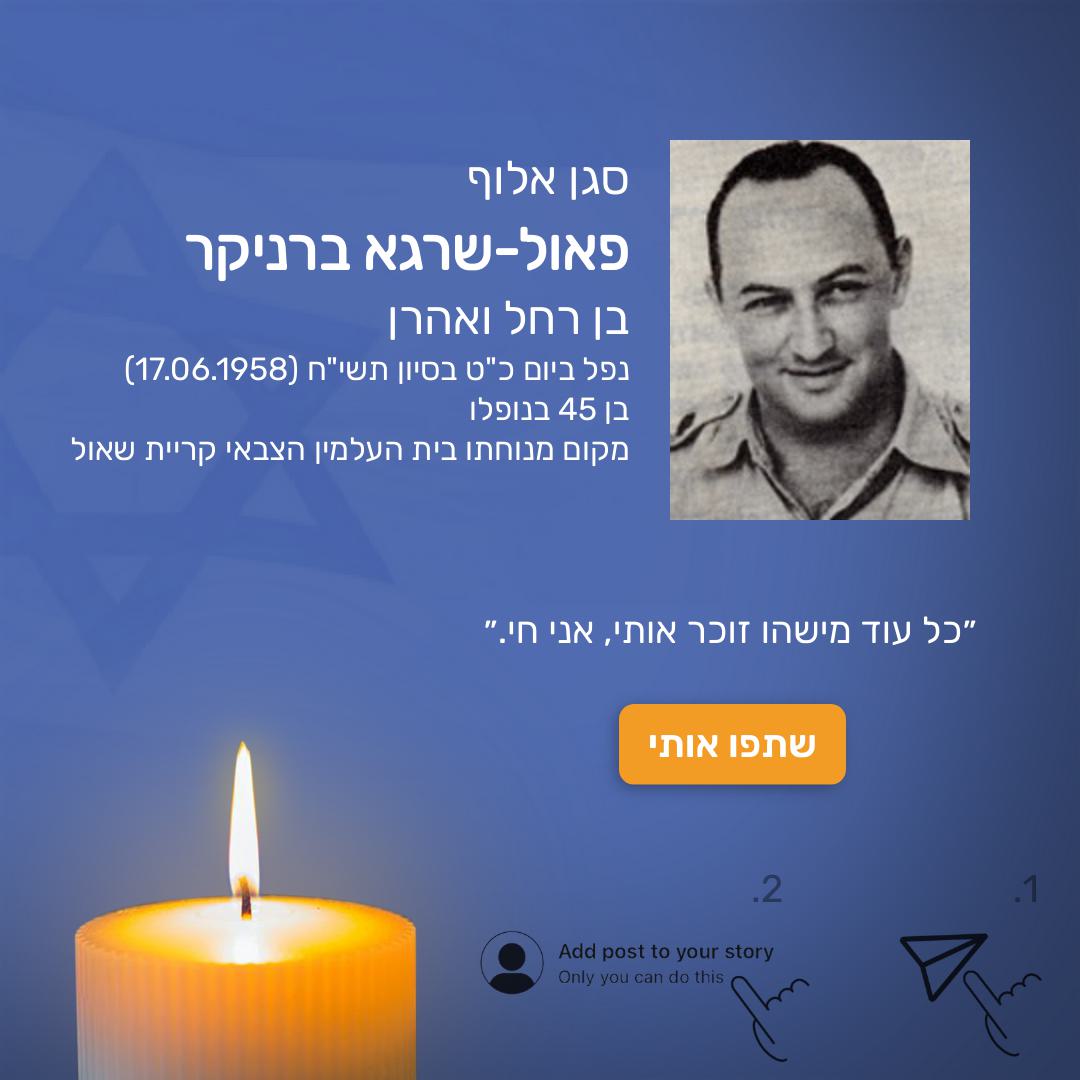 סגן אלוף
פאול-שרגא ברניקר
בן רחל ואהרן
נפל ביום כ"ט בסיון תשי"ח (17.06.1958)
בן 45 בנופלו
מקום מנוחתו בית העלמין הצבאי קריית שאול
״כל עוד מישהו זוכר אותי, אני חי.״
שתפו אותי
1.
2.
Add post to your story
Only you can do this